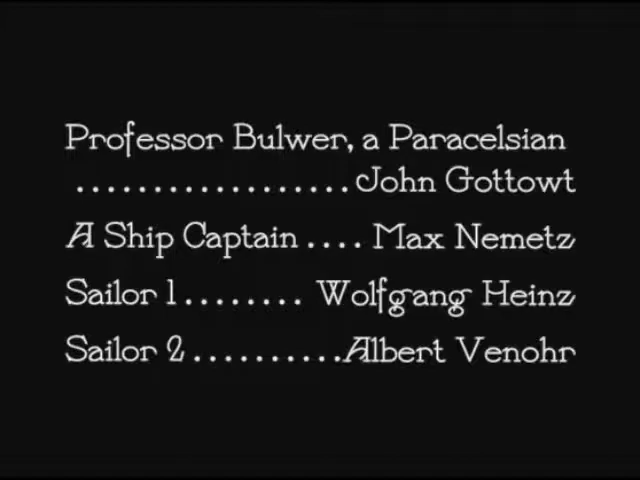 Professor Bulwer, a Paracelsian
...................John Gottowt
A Ship Captain .... Max Nemetz
Sailor 1........ Wolfgang Heinz
Sailor 2 ..........Albert Venohr